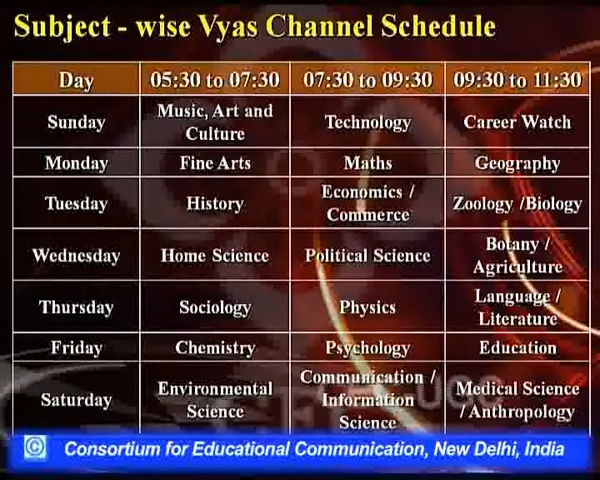 Subject - wise Vyas Channel Schedule
Day 05:30 to 07:30 07:30 to 09:30 09:30 to 11:30
Sunday Music, Art and Culture Technology Career Watch
Monday Fine Arts Maths Geography
Tuesday History Economics / Commerce Zoology /Biology
Wednesday Home Science Political Science Botany / Agriculture
Thursday Sociology Physics Language / Literature
Friday Chemistry Psychology Education
Saturday Environmental Science Communication / Information Science Medical Science / Anthropology
© Consortium for Educational Communication, New Delhi, India